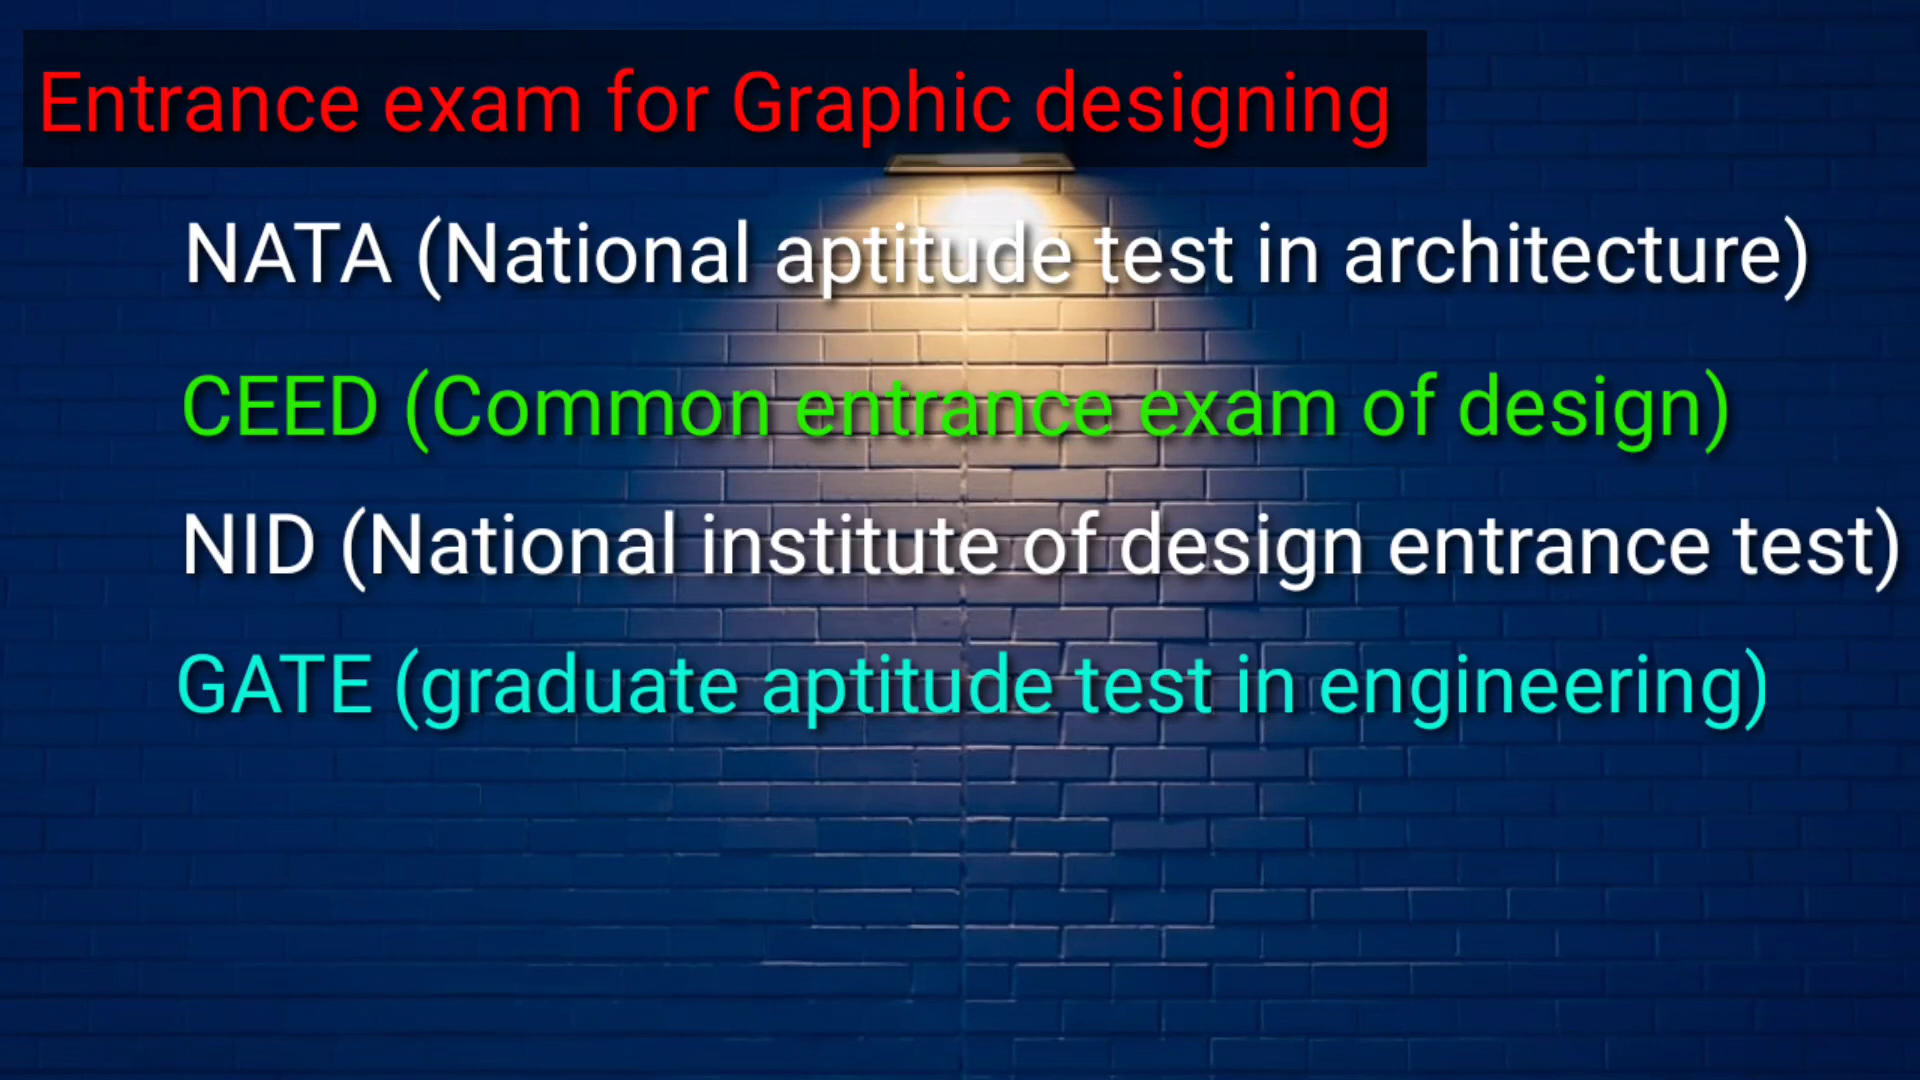 Entrance exam for Graphic designing
NATA (National aptitude test in architecture)
CEED (Common entrance exam of design)
NID (National institute of design entrance test)
GATE (graduate aptitude test in engineering)